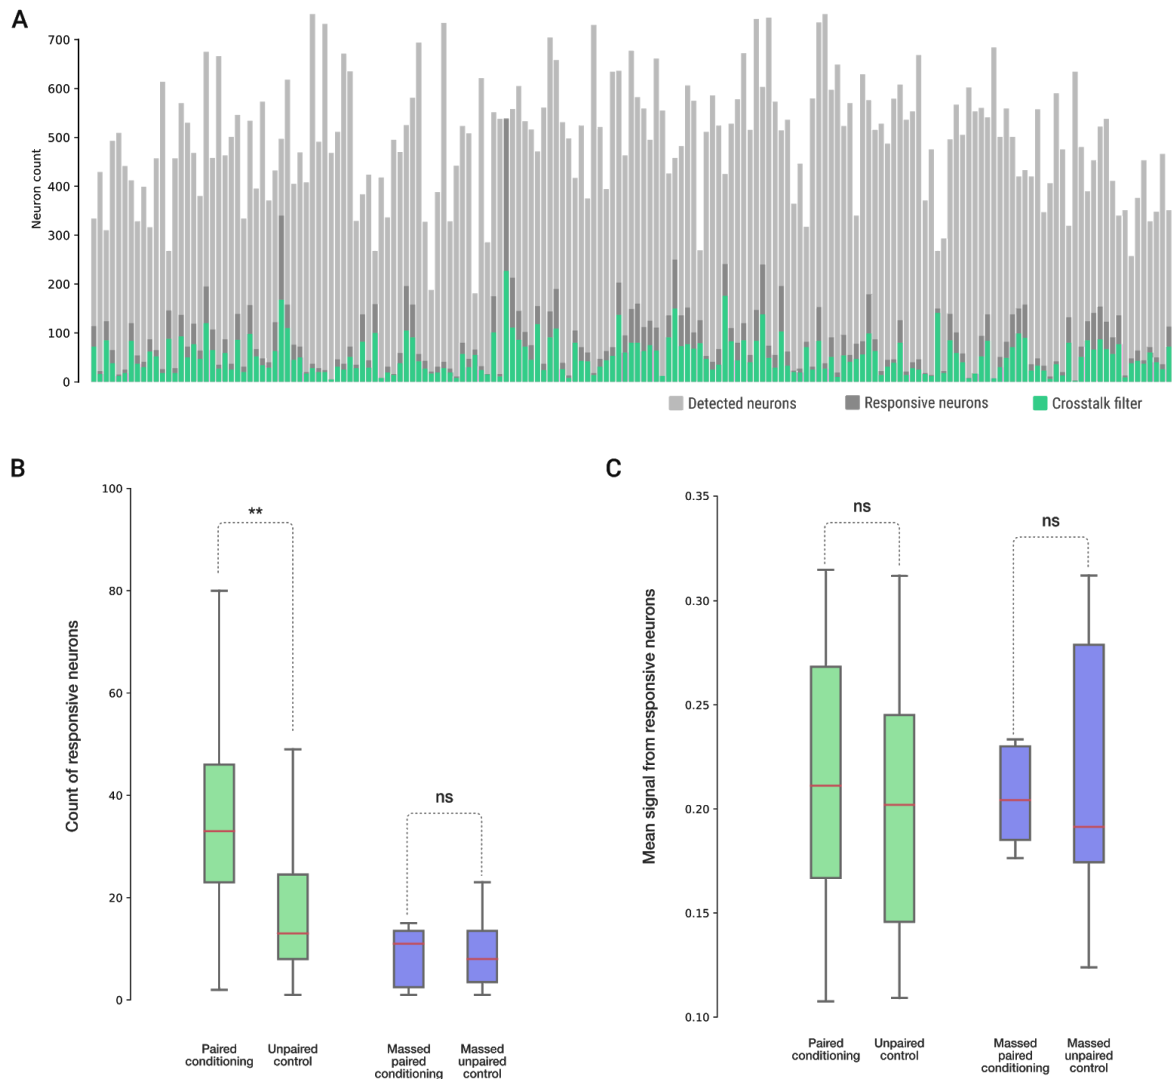 A
700
600
500
400
300
200
100
0
Neuron count
Detected neurons
Responsive neurons
Crosstalk filter
B
100
80
60
40
20
0
Count of responsive neurons
**
ns
Paired
conditioning
Unpaired
control
Massed
paired
conditioning
Massed
unpaired
control
C
0.35
0.30
0.25
0.20
0.15
0.10
Mean signal from responsive neurons
ns
ns
Paired
conditioning
Unpaired
control
Massed
paired
conditioning
Massed
unpaired
control